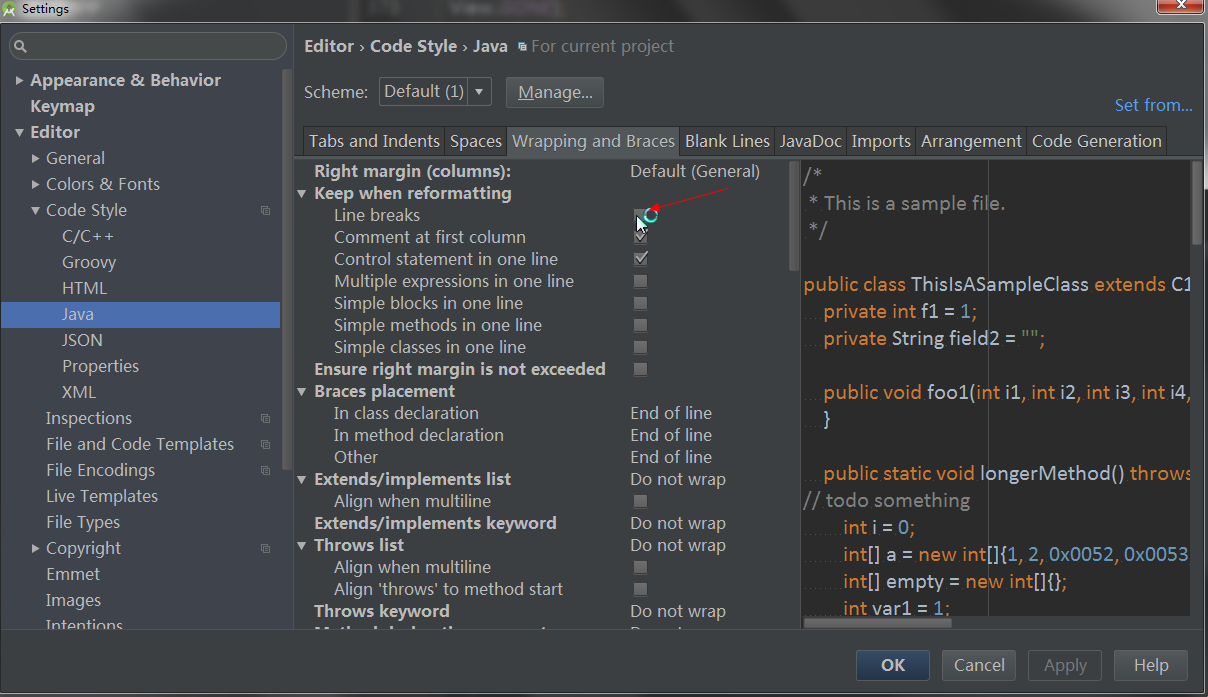 Settings
Editor › Code Style › Java For current project
Scheme: Default (1) Manage...
Set from...
Tabs and Indents Spaces Wrapping and Braces Blank Lines JavaDoc Imports Arrangement Code Generation
Appearance & Behavior
Keymap
Editor
General
Colors & Fonts
Code Style
C/C++
Groovy
HTML
Java
JSON
Properties
XML
Inspections
File and Code Templates
File Encodings
Live Templates
File Types
Copyright
Emmet
Images
Intentions
Right margin (columns): Default (General)
Keep when reformatting
Line breaks
Comment at first column
Control statement in one line
Multiple expressions in one line
Simple blocks in one line
Simple methods in one line
Simple classes in one line
Ensure right margin is not exceeded
Braces placement
In class declaration End of line
In method declaration End of line
Other End of line
Extends/implements list Do not wrap
Align when multiline
Extends/implements keyword Do not wrap
Throws list Do not wrap
Align when multiline
Align 'throws' to method start
Throws keyword Do not wrap
/*
* This is a sample file.
*/
public class ThisIsASampleClass extends C1
private int f1 = 1;
private String field2 = "";
public void foo1(int i1, int i2, int i3, int i4,
}
public static void longerMethod() throws
// todo something
int i = 0;
int[] a = new int[]{1, 2, 0x0052, 0x0053
int[] empty = new int[]{};
int var1 = 1;
OK Cancel Apply Help